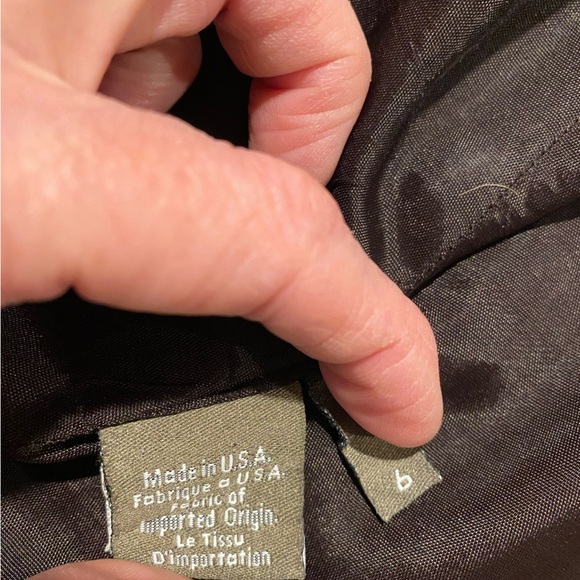 Made in U.S.A.
Fabrique a U.S.A.
Fabric of
Imported Origin.
Le Tissu
D'importation
6